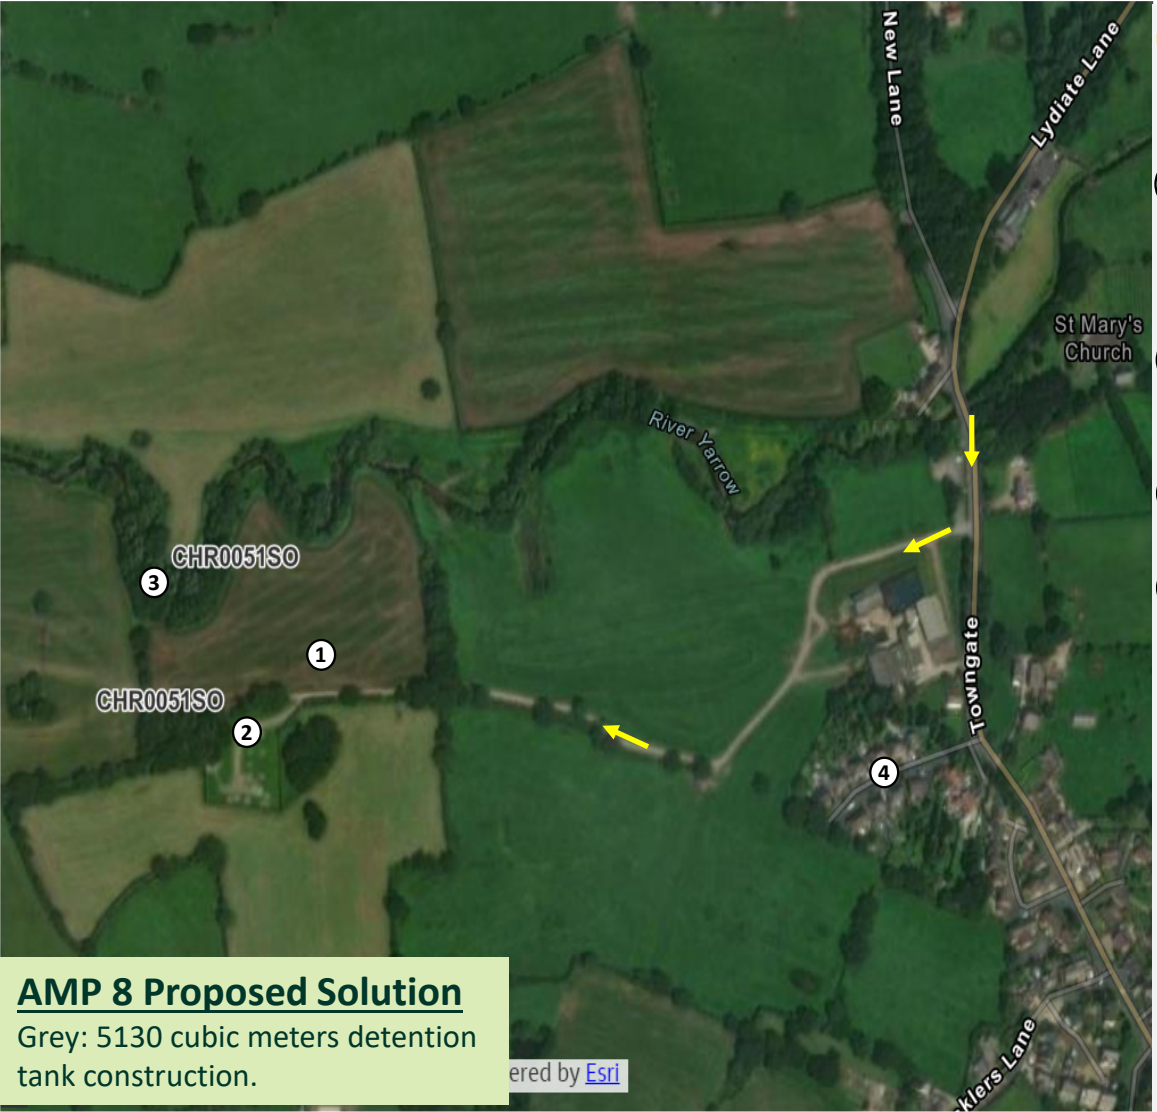 New Lane
Lydiate Lane
St Mary's
Church
River Yarrow
CHR0051SO
3
1
Towngate
CHR0051SO
2
4
AMP 8 Proposed Solution
Grey: 5130 cubic meters detention
tank construction.
ered by Esri
klers Lane